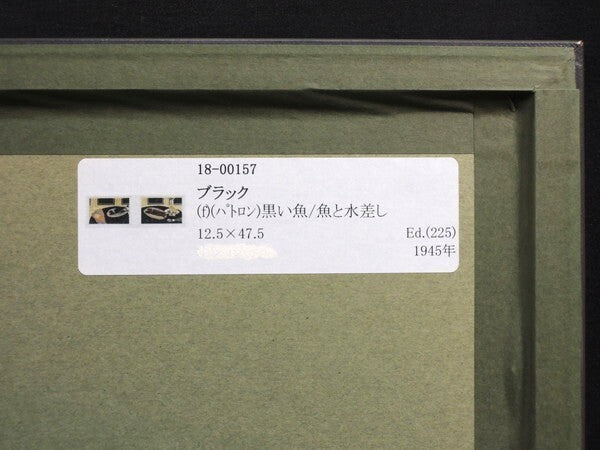 18-00157
ブラック
(f)(ﾊﾟﾄﾛﾝ)黒い魚/魚と水差し
12.5×47.5 Ed.(225)
1945年